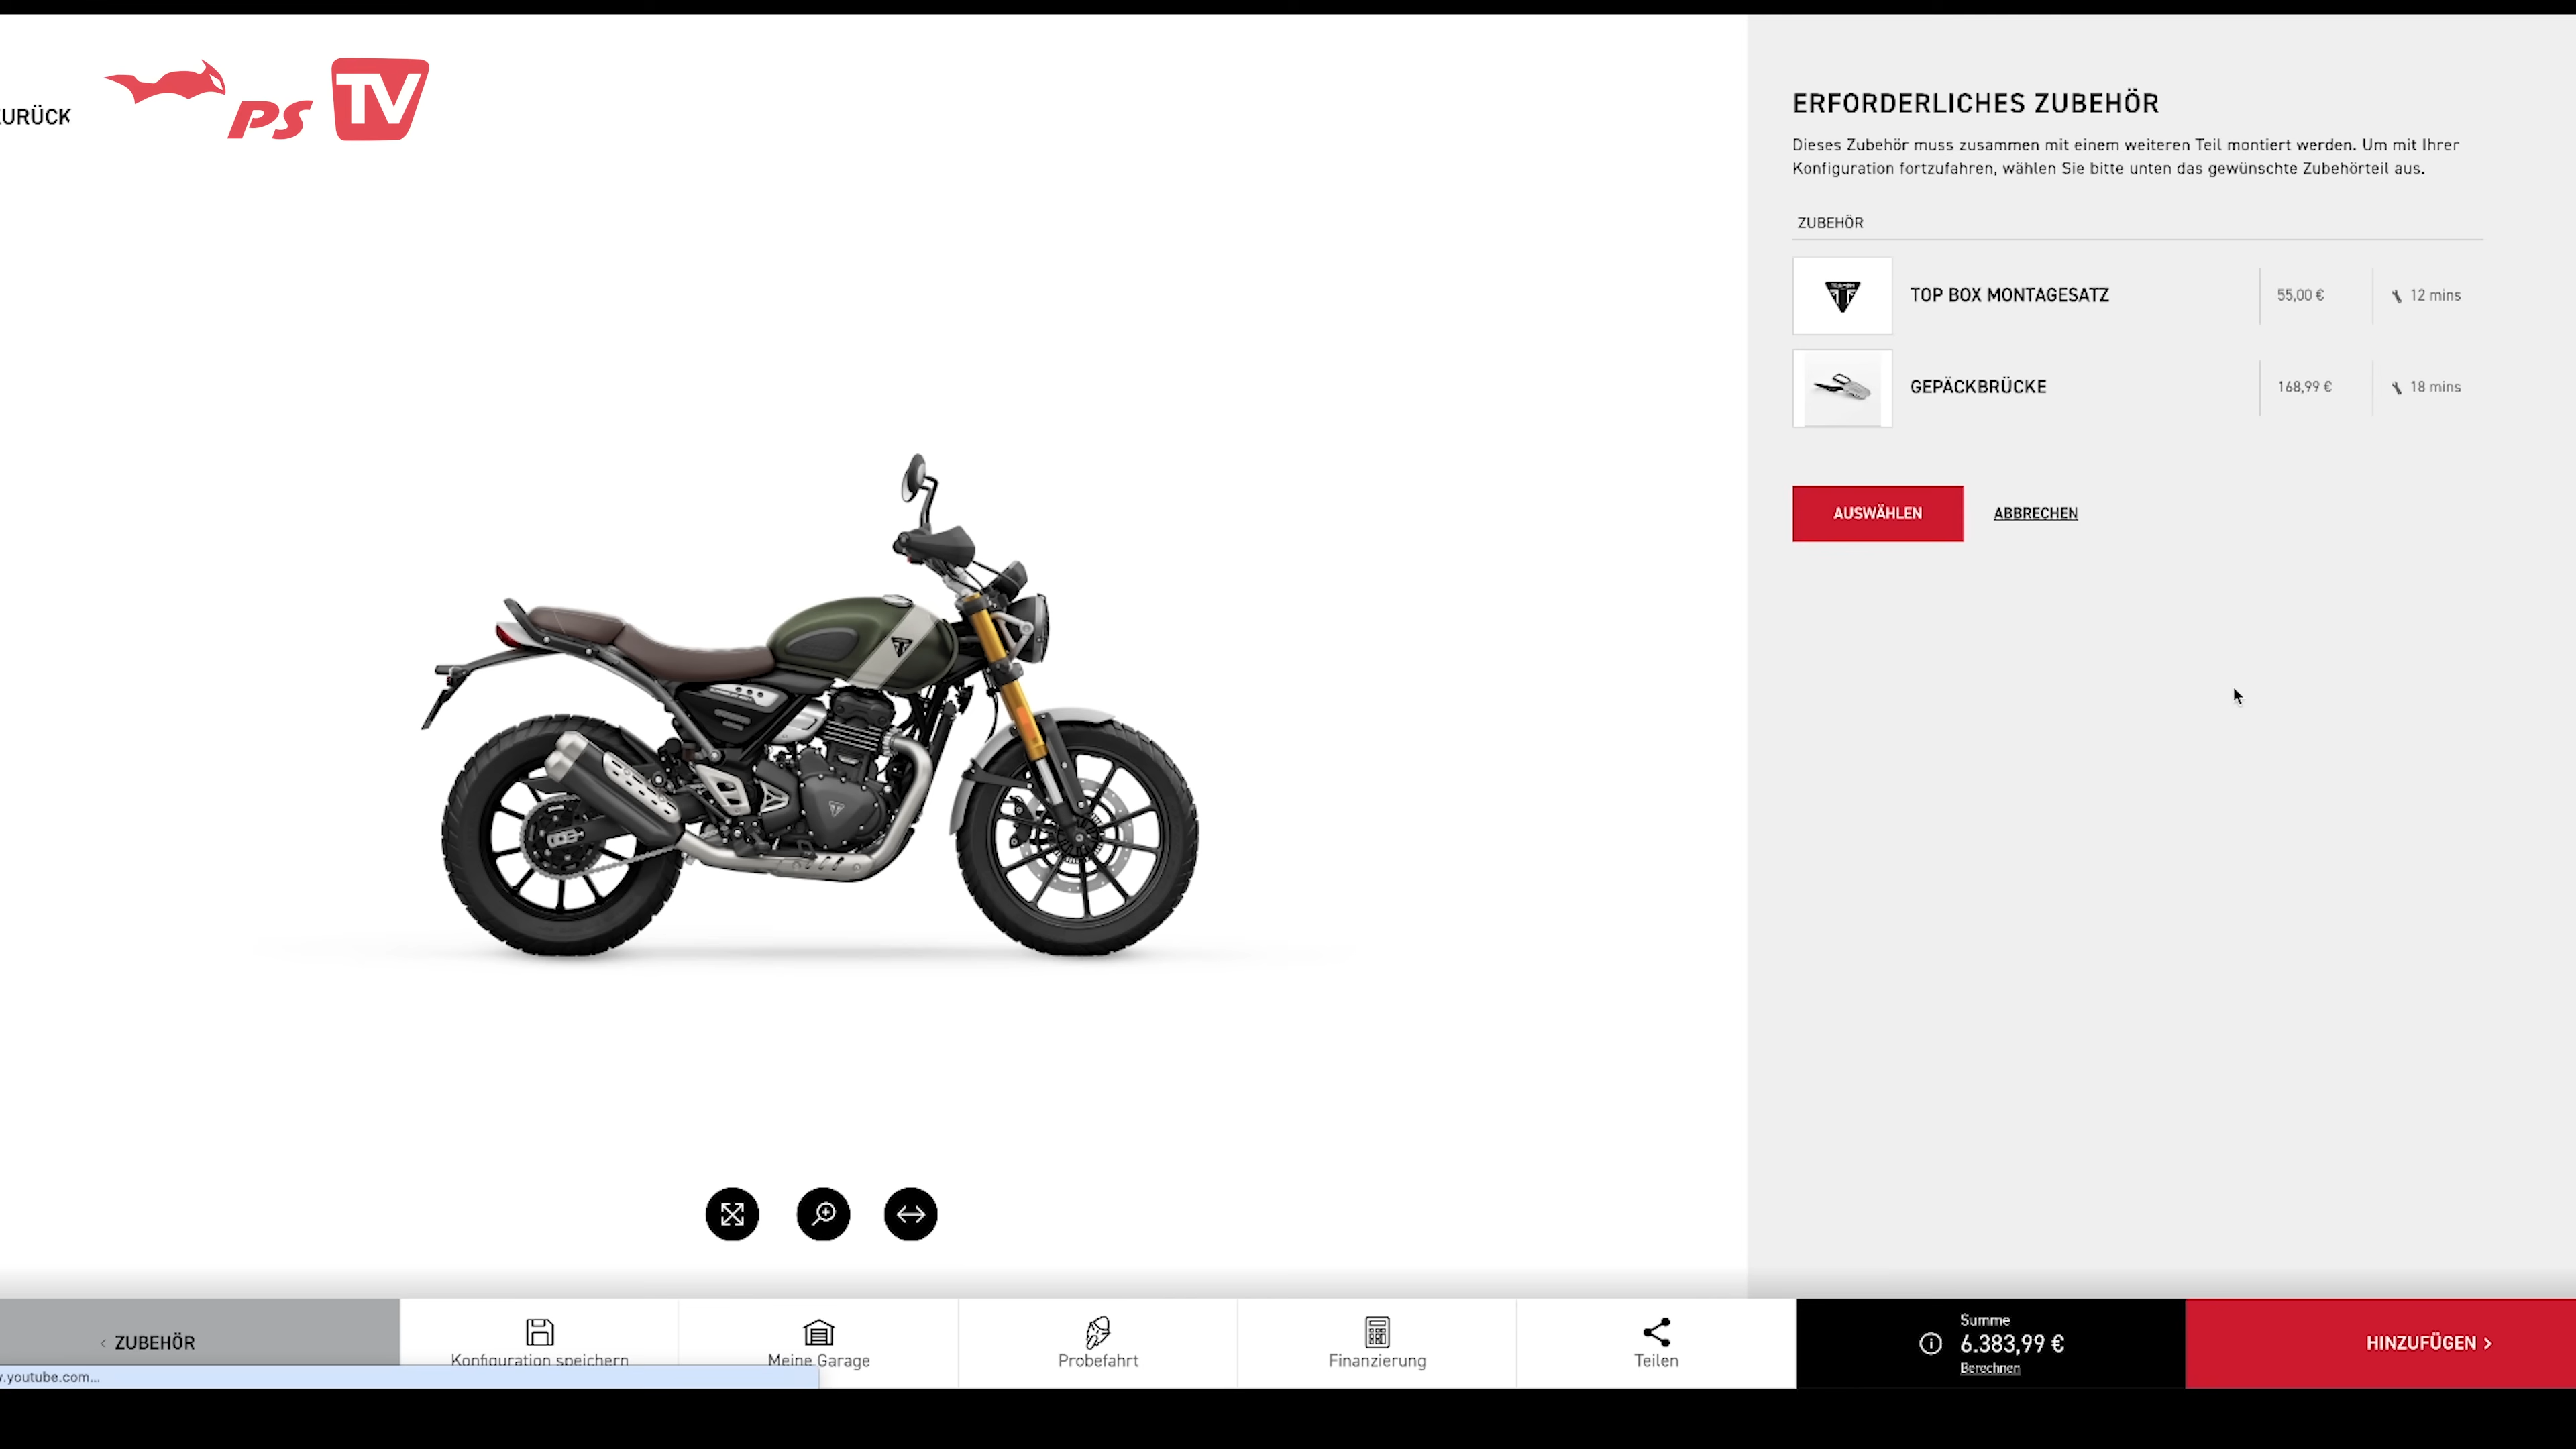 URÜCK
PS TV
ERFORDERLICHES ZUBEHÖR
Dieses Zubehör muss zusammen mit einem weiteren Teil montiert werden. Um mit Ihrer
Konfiguration fortzufahren, wählen Sie bitte unten das gewünschte Zubehörteil aus.
ZUBEHÖR
TOP BOX MONTAGESATZ 55,00 € 12 mins
GEPÄCKBRÜCKE 168,99 € 18 mins
AUSWÄHLEN ABBRECHEN
‹ ZUBEHÖR
Konfiguration speichern
Meine Garage
Probefahrt
Finanzierung
Teilen
Summe
6.383,99 €
Berechnen
HINZUFÜGEN >
.youtube.com...